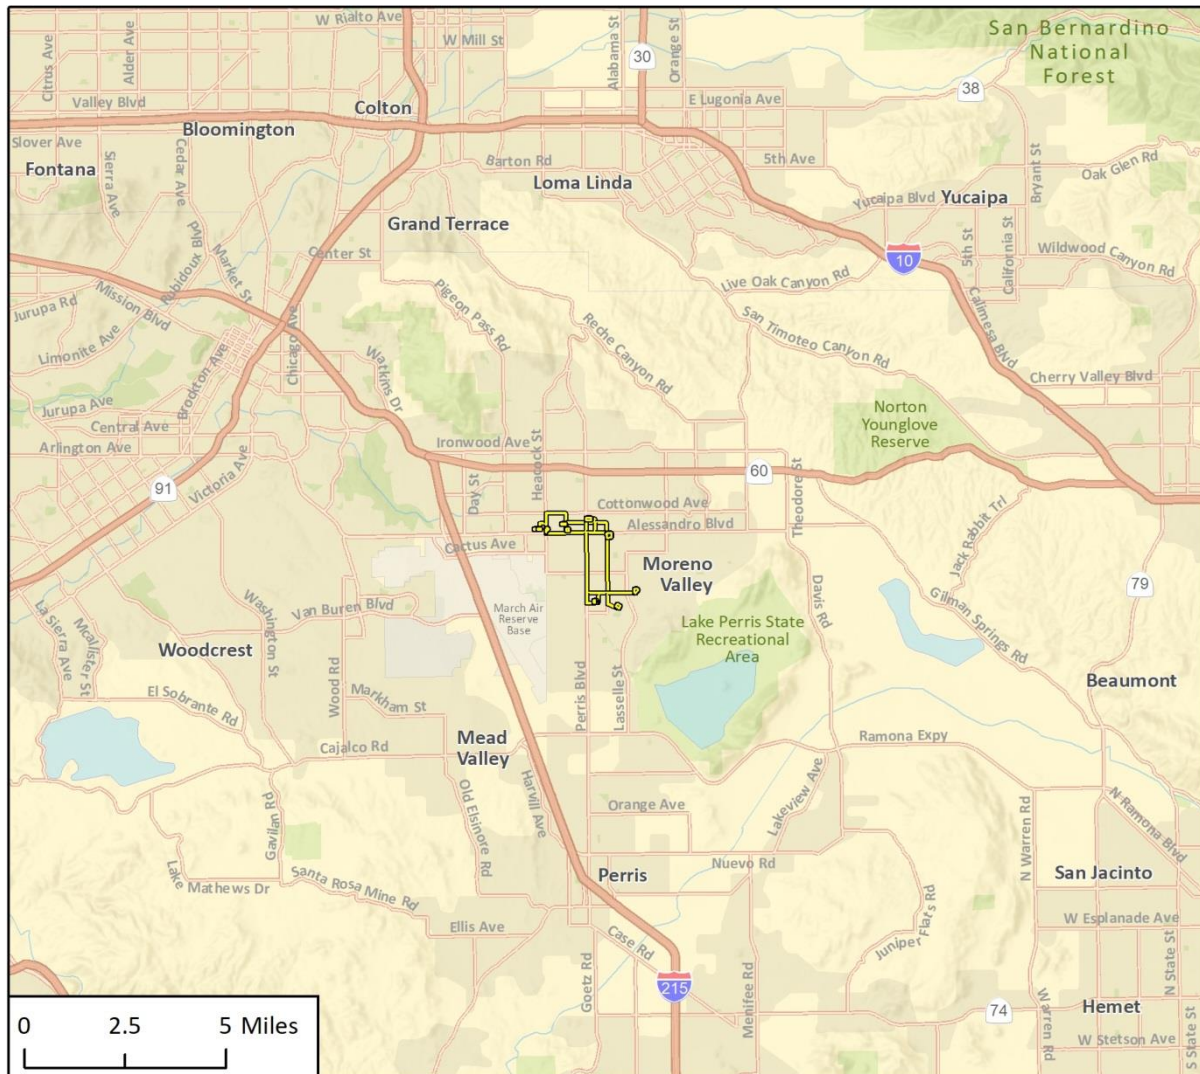 W Rialto Ave
W Mill St
Citrus Ave
Alder Ave
Alabama St
Orange St
30
San Bernardino
National
Forest
38
Valley Blvd
Colton
E Lugonia Ave
Bloomington
Slover Ave
Fontana
Sierra Ave
Cedar Ave
Barton Rd
5th Ave
Loma Linda
Bryant St
Oak Glen Rd
Yucaipa Blvd
Yucaipa
Grand Terrace
Rubidoux Blvd
Market St
Center St
10
5th St
California St
Wildwood Canyon Rd
Live Oak Canyon Rd
Jurupa Rd
Mission Blvd
Pigeon Pass Rd
Reche Canyon Rd
San Timoteo Canyon Rd
Calimesa Blvd
Limonite Ave
Chicago Ave
Watkins Dr
Brockton Ave
Cherry Valley Blvd
Jurupa Ave
Central Ave
Arlington Ave
Norton
Younglove
Reserve
Ironwood Ave
Heacock St
Victoria Ave
91
Day St
60
Theodore St
Cottonwood Ave
Alessandro Blvd
Jack Rabbit Trl
Cactus Ave
Moreno
Valley
79
La Sierra Ave
Mcallister St
Washington St
Van Buren Blvd
March Air
Reserve
Base
Davis Rd
Gilman Springs Rd
Lake Perris State
Recreational
Area
Woodcrest
Wood Rd
Perris Blvd
Lasselle St
Beaumont
El Sobrante Rd
Markham St
Cajalco Rd
Mead
Valley
Ramona Expy
Harvill Ave
Old Elsinore Rd
Gavilan Rd
Orange Ave
Lakeview Ave
N Warren Rd
N Ramona Blvd
Lake Mathews Dr
Santa Rosa Mine Rd
Nuevo Rd
Perris
San Jacinto
Juniper Flats Rd
W Esplanade Ave
Ellis Ave
Case Rd
Goetz Rd
Menifee Rd
N State St
215
74
Warren Rd
Hemet
W Stetson Ave
S State St
0 2.5 5 Miles